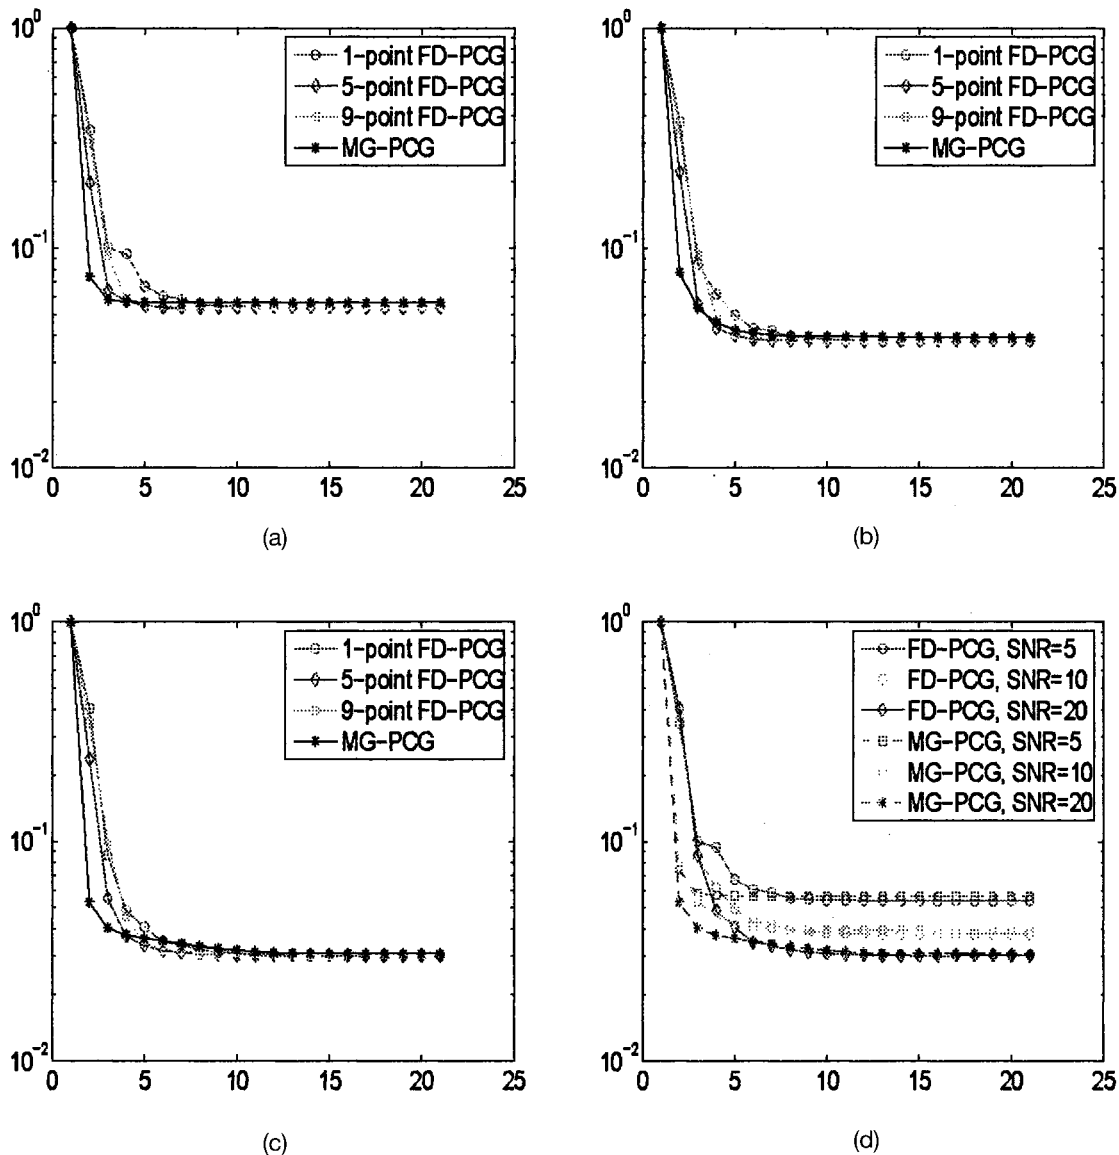 10^0
10^-1
10^-2
0 5 10 15 20 25
1-point FD-PCG
5-point FD-PCG
9-point FD-PCG
MG-PCG
(a)
10^0
10^-1
10^-2
0 5 10 15 20 25
1-point FD-PCG
5-point FD-PCG
9-point FD-PCG
MG-PCG
(b)
10^0
10^-1
10^-2
0 5 10 15 20 25
1-point FD-PCG
5-point FD-PCG
9-point FD-PCG
MG-PCG
(c)
10^0
10^-1
10^-2
0 5 10 15 20 25
FD-PCG, SNR=5
FD-PCG, SNR=10
FD-PCG, SNR=20
MG-PCG, SNR=5
MG-PCG, SNR=10
MG-PCG, SNR=20
(d)